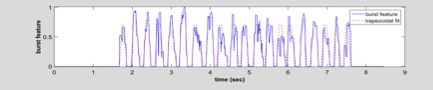 burst feature
trapezoidal fit
1
0.5
0
burst feature
0 1 2 3 4 5 6 7 8 9
time (sec)